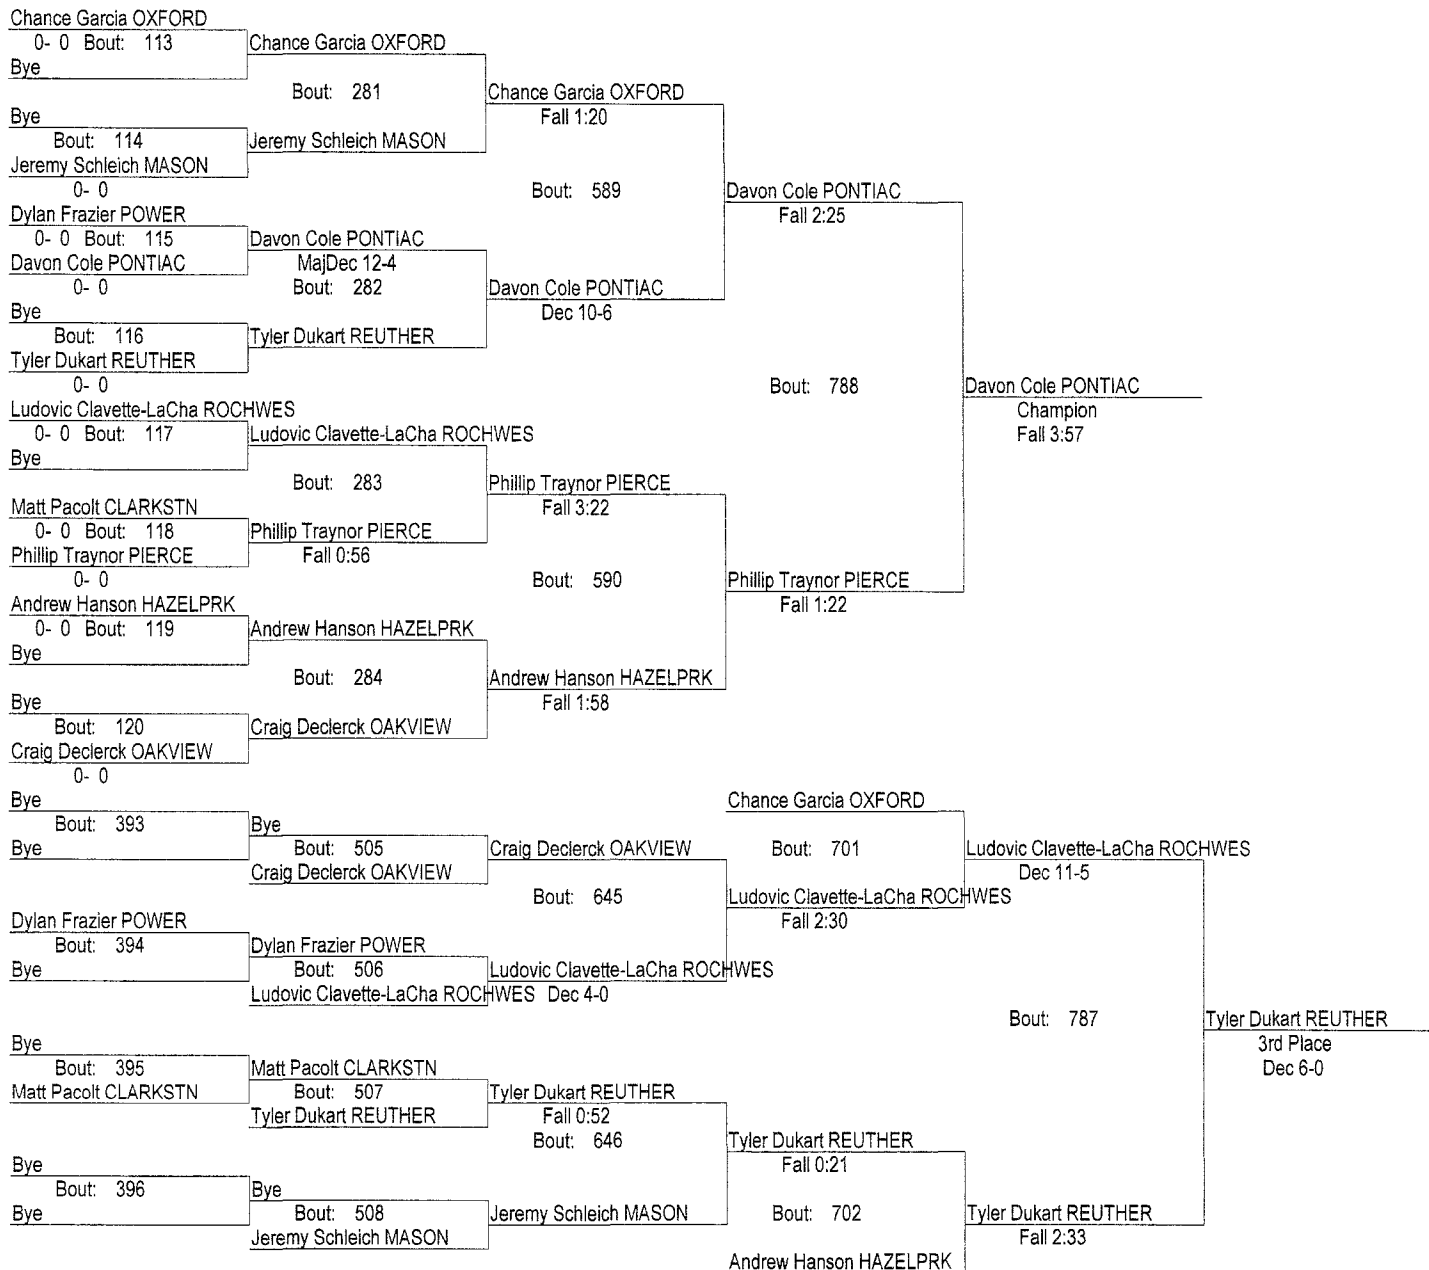 Chance Garcia OXFORD
0- 0 Bout: 113
Bye
Bye
Bout: 114
Jeremy Schleich MASON
0- 0
Dylan Frazier POWER
0- 0 Bout: 115
Davon Cole PONTIAC
0- 0
Bye
Bout: 116
Tyler Dukart REUTHER
0- 0
Ludovic Clavette-LaCha ROCHWES
0- 0 Bout: 117
Bye
Matt Pacolt CLARKSTN
0- 0 Bout: 118
Phillip Traynor PIERCE
0- 0
Andrew Hanson HAZELPRK
0- 0 Bout: 119
Bye
Bye
Bout: 120
Craig Declerck OAKVIEW
0- 0
Chance Garcia OXFORD
Bout: 281
Jeremy Schleich MASON
Davon Cole PONTIAC
MajDec 12-4
Bout: 282
Tyler Dukart REUTHER
Ludovic Clavette-LaCha ROCHWES
Bout: 283
Phillip Traynor PIERCE
Fall 0:56
Andrew Hanson HAZELPRK
Bout: 284
Craig Declerck OAKVIEW
Chance Garcia OXFORD
Fall 1:20
Bout: 589
Davon Cole PONTIAC
Dec 10-6
Phillip Traynor PIERCE
Fall 3:22
Bout: 590
Andrew Hanson HAZELPRK
Fall 1:58
Davon Cole PONTIAC
Fall 2:25
Bout: 788
Phillip Traynor PIERCE
Fall 1:22
Davon Cole PONTIAC
Champion
Fall 3:57
Bye
Bout: 393
Bye
Dylan Frazier POWER
Bout: 394
Bye
Bye
Bout: 395
Matt Pacolt CLARKSTN
Bye
Bout: 396
Bye
Bye
Bout: 505
Craig Declerck OAKVIEW
Dylan Frazier POWER
Bout: 506
Ludovic Clavette-LaCha ROCHWES
Matt Pacolt CLARKSTN
Bout: 507
Tyler Dukart REUTHER
Bye
Bout: 508
Jeremy Schleich MASON
Craig Declerck OAKVIEW
Bout: 645
Ludovic Clavette-LaCha ROCHWES
Dec 4-0
Tyler Dukart REUTHER
Fall 0:52
Bout: 646
Jeremy Schleich MASON
Chance Garcia OXFORD
Bout: 701
Ludovic Clavette-LaCha ROCHWES
Fall 2:30
Tyler Dukart REUTHER
Fall 0:21
Bout: 702
Andrew Hanson HAZELPRK
Ludovic Clavette-LaCha ROCHWES
Dec 11-5
Bout: 787
Tyler Dukart REUTHER
Fall 2:33
Tyler Dukart REUTHER
3rd Place
Dec 6-0